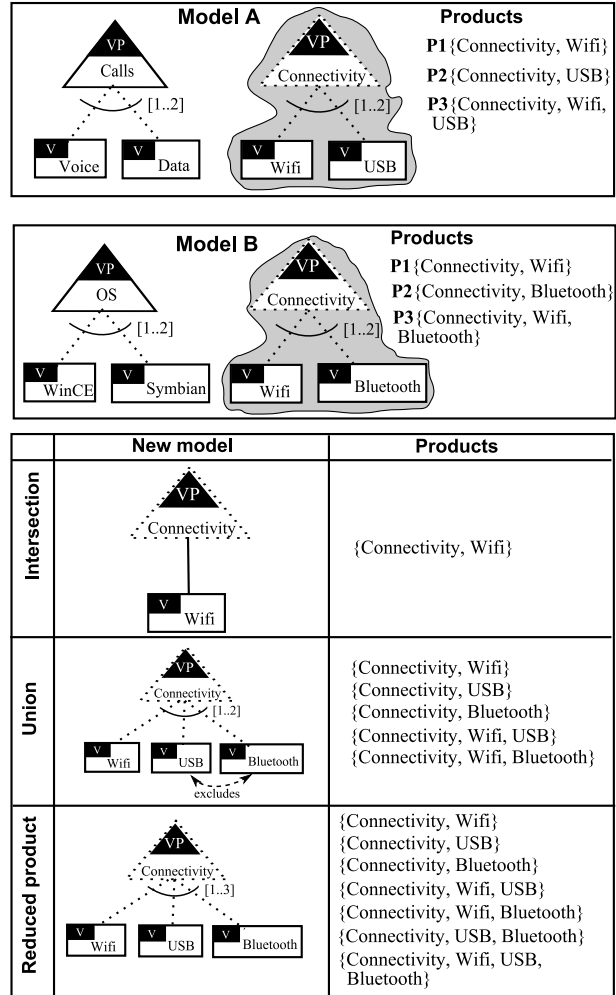 Model A
VP
Calls
[1..2]
V
Voice
V
Data
VP
Connectivity
[1..2]
V
Wifi
V
USB
Products
P1{Connectivity, Wifi}
P2{Connectivity, USB}
P3{Connectivity, Wifi,
USB}
Model B
VP
OS
[1..2]
V
WinCE
V
Symbian
VP
Connectivity
[1..2]
V
Wifi
V
Bluetooth
Products
P1{Connectivity, Wifi}
P2{Connectivity, Bluetooth}
P3{Connectivity, Wifi,
Bluetooth}
New model
Products
Intersection
VP
Connectivity
V
Wifi
{Connectivity, Wifi}
Union
VP
Connectivity
[1..2]
V
Wifi
V
USB
V
Bluetooth
excludes
{Connectivity, Wifi}
{Connectivity, USB}
{Connectivity, Bluetooth}
{Connectivity, Wifi, USB}
{Connectivity, Wifi, Bluetooth}
Reduced product
VP
Connectivity
[1..3]
V
Wifi
V
USB
V
Bluetooth
{Connectivity, Wifi}
{Connectivity, USB}
{Connectivity, Bluetooth}
{Connectivity, Wifi, USB}
{Connectivity, Wifi, Bluetooth}
{Connectivity, USB, Bluetooth}
{Connectivity, Wifi, USB,
Bluetooth}